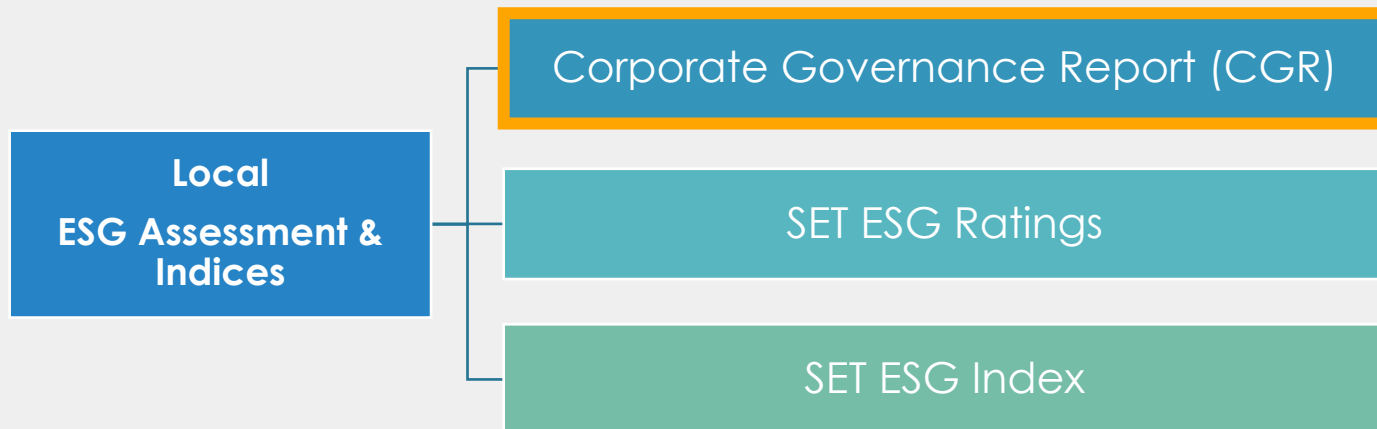 Local
ESG Assessment &
Indices
Corporate Governance Report (CGR)
SET ESG Ratings
SET ESG Index